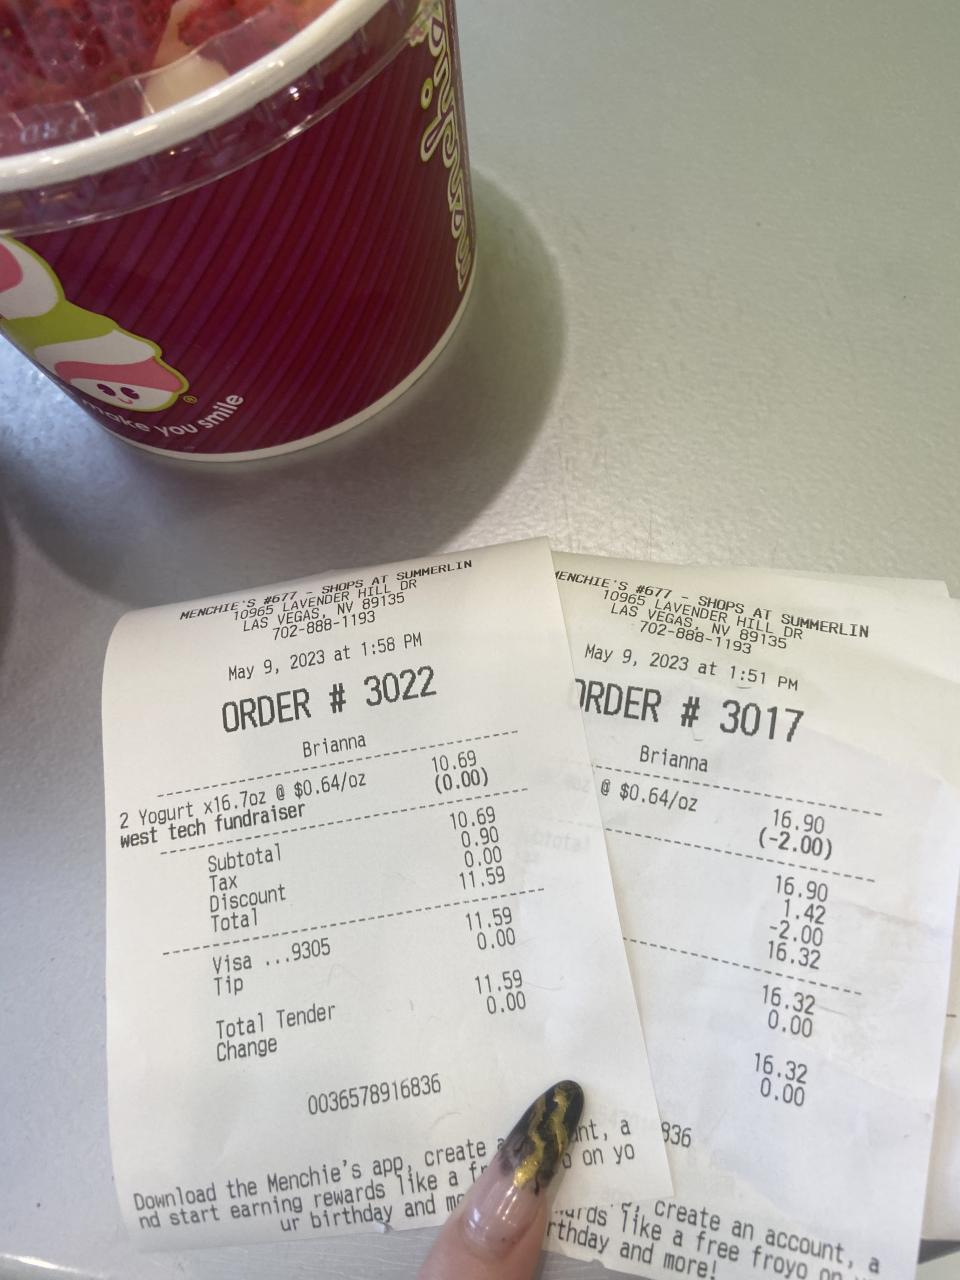 menchie's
make you smile
®
MENCHIE'S #677 - SHOPS AT SUMMERLIN
10965 LAVENDER HILL DR
LAS VEGAS, NV 89135
702-888-1193
May 9, 2023 at 1:58 PM
ORDER # 3022
Brianna
2 Yogurt x16.7oz @ $0.64/oz 10.69
west tech fundraiser (0.00)
Subtotal 10.69
Tax 0.90
Discount 0.00
Total 11.59
Visa ...9305 11.59
Tip 0.00
Total Tender 11.59
Change 0.00
0036578916836
Download the Menchie's app, create a nt, a
nd start earning rewards like a fr o on yo
ur birthday and mo
MENCHIE'S #677 - SHOPS AT SUMMERLIN
10965 LAVENDER HILL DR
LAS VEGAS, NV 89135
702-888-1193
May 9, 2023 at 1:51 PM
ORDER # 3017
Brianna
@ $0.64/oz 16.90
(-2.00)
16.90
1.42
-2.00
16.32
16.32
0.00
16.32
0.00
836
create an account, a
rds like a free froyo on
rthday and more!